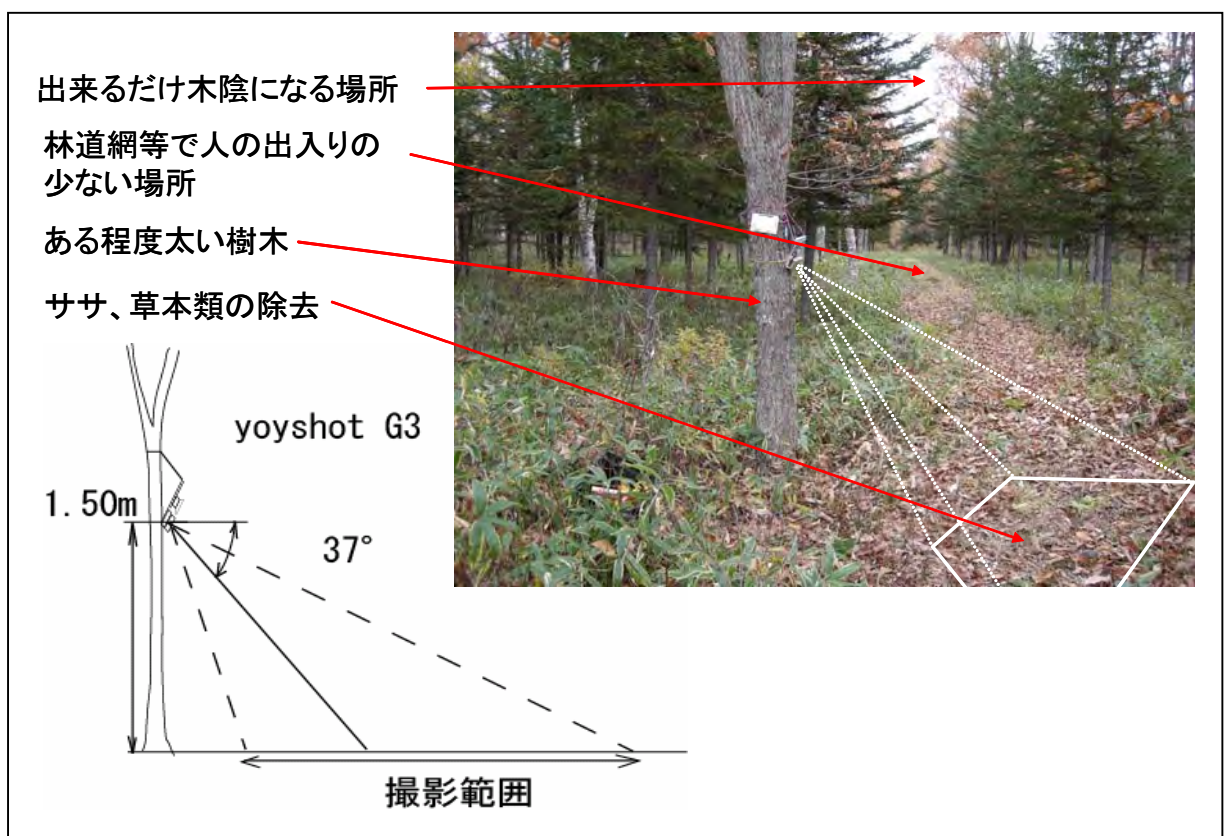 出来るだけ木陰になる場所
林道網等で人の出入りの
少ない場所
ある程度太い樹木
ササ、草本類の除去
yoyshot G3
1.50m
37°
撮影範囲